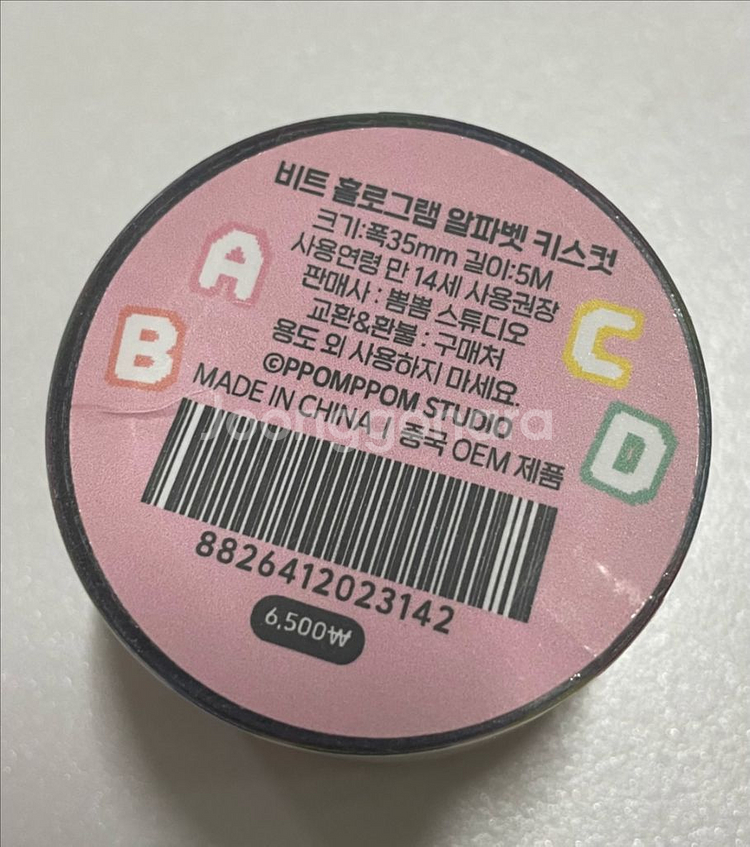 비트 홀로그램 알파벳 키스컷
크기:폭35mm 길이:5M
사용연령 만 14세 사용권장
판매사 : 뿜뿜 스튜디오
교환&환불 : 구매처
용도 외 사용하지 마세요.
©PPOMPPOM STUDIO
MADE IN CHINA / 중국 OEM 제품
A
B
C
D
Joonggonara
8826412023142
6,500₩